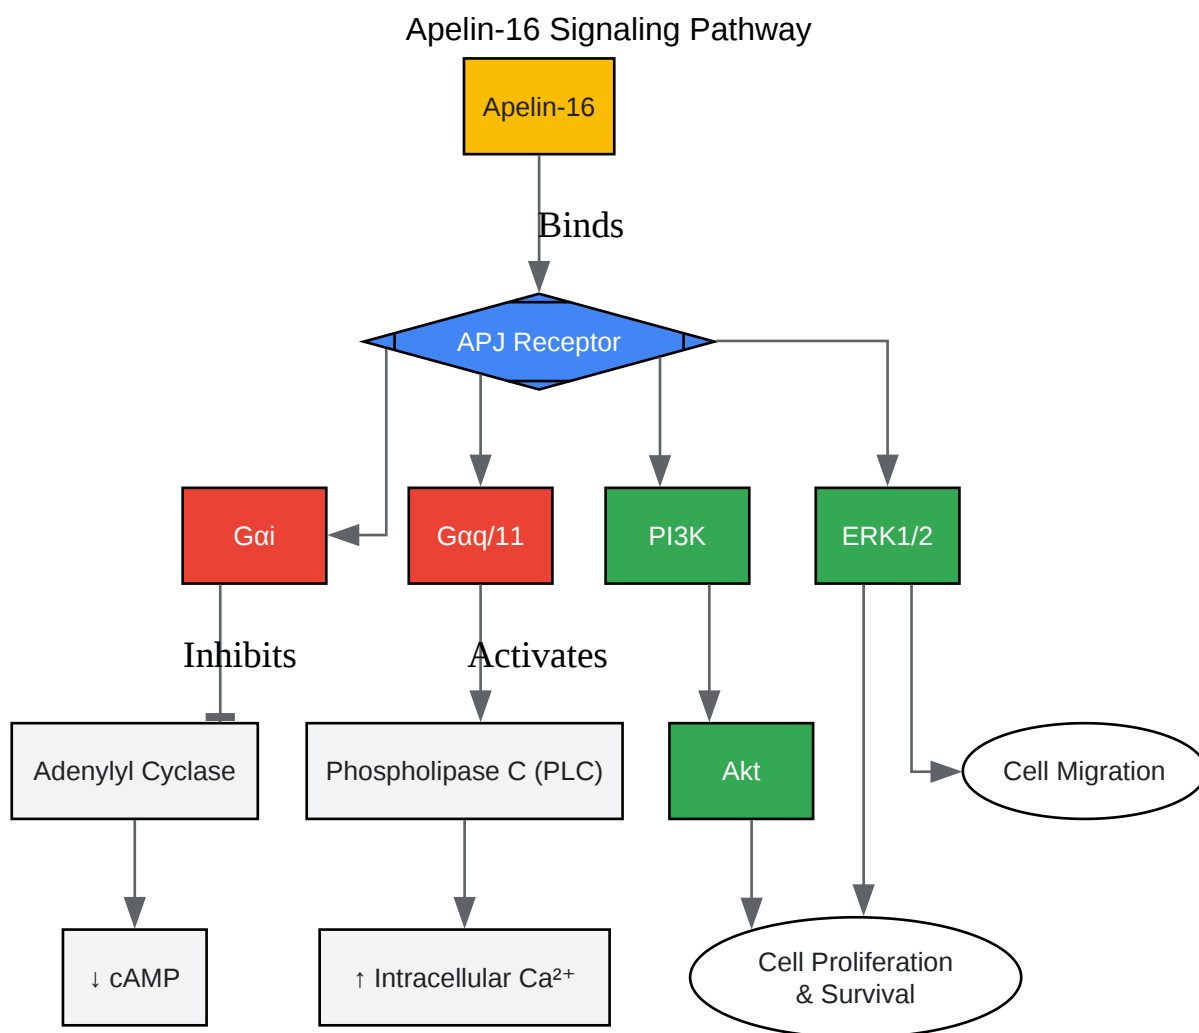 Apelin-16 Signaling Pathway
Apelin-16
Binds
APJ Receptor
Gαi
Gαq/11
PI3K
ERK1/2
Inhibits
Activates
Adenylyl Cyclase
Phospholipase C (PLC)
Akt
Cell Migration
↓ cAMP
↑ Intracellular Ca²⁺
Cell Proliferation
& Survival